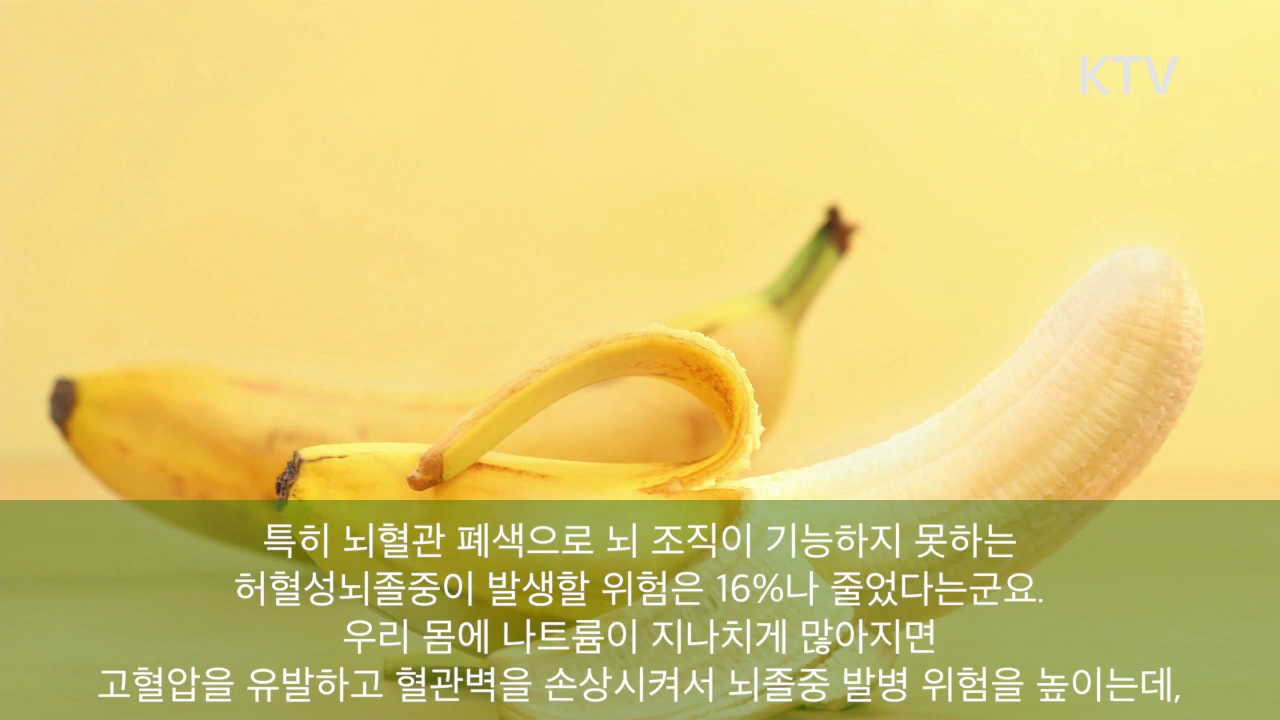 KTV
특히 뇌혈관 폐색으로 뇌 조직이 기능하지 못하는
허혈성뇌졸중이 발생할 위험은 16%나 줄었다는군요.
우리 몸에 나트륨이 지나치게 많아지면
고혈압을 유발하고 혈관벽을 손상시켜서 뇌졸중 발병 위험을 높이는데,